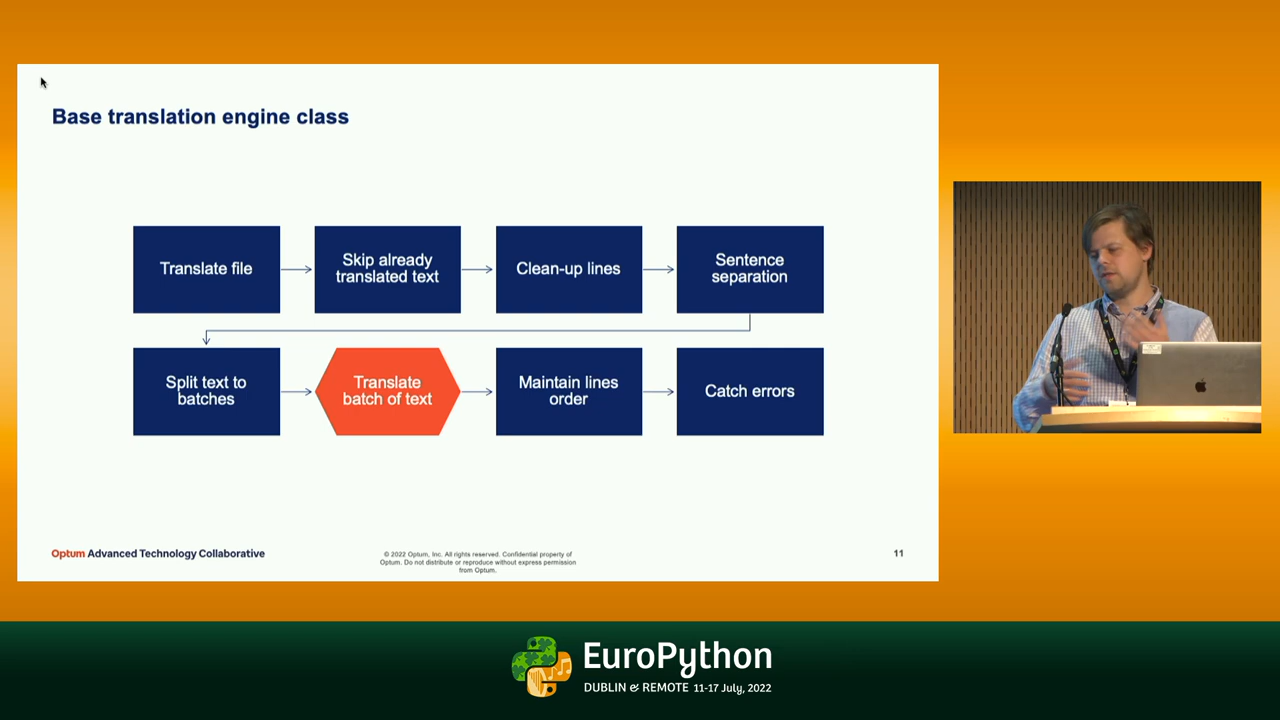 Base translation engine class
Translate file
Skip already
translated text
Clean-up lines
Sentence
separation
Split text to
batches
Translate
batch of text
Maintain lines
order
Catch errors
Optum Advanced Technology Collaborative
© 2022 Optum, Inc. All rights reserved. Confidential property of
Optum. Do not distribute or reproduce without express permission
from Optum.
11
EuroPython
DUBLIN & REMOTE 11-17 July, 2022